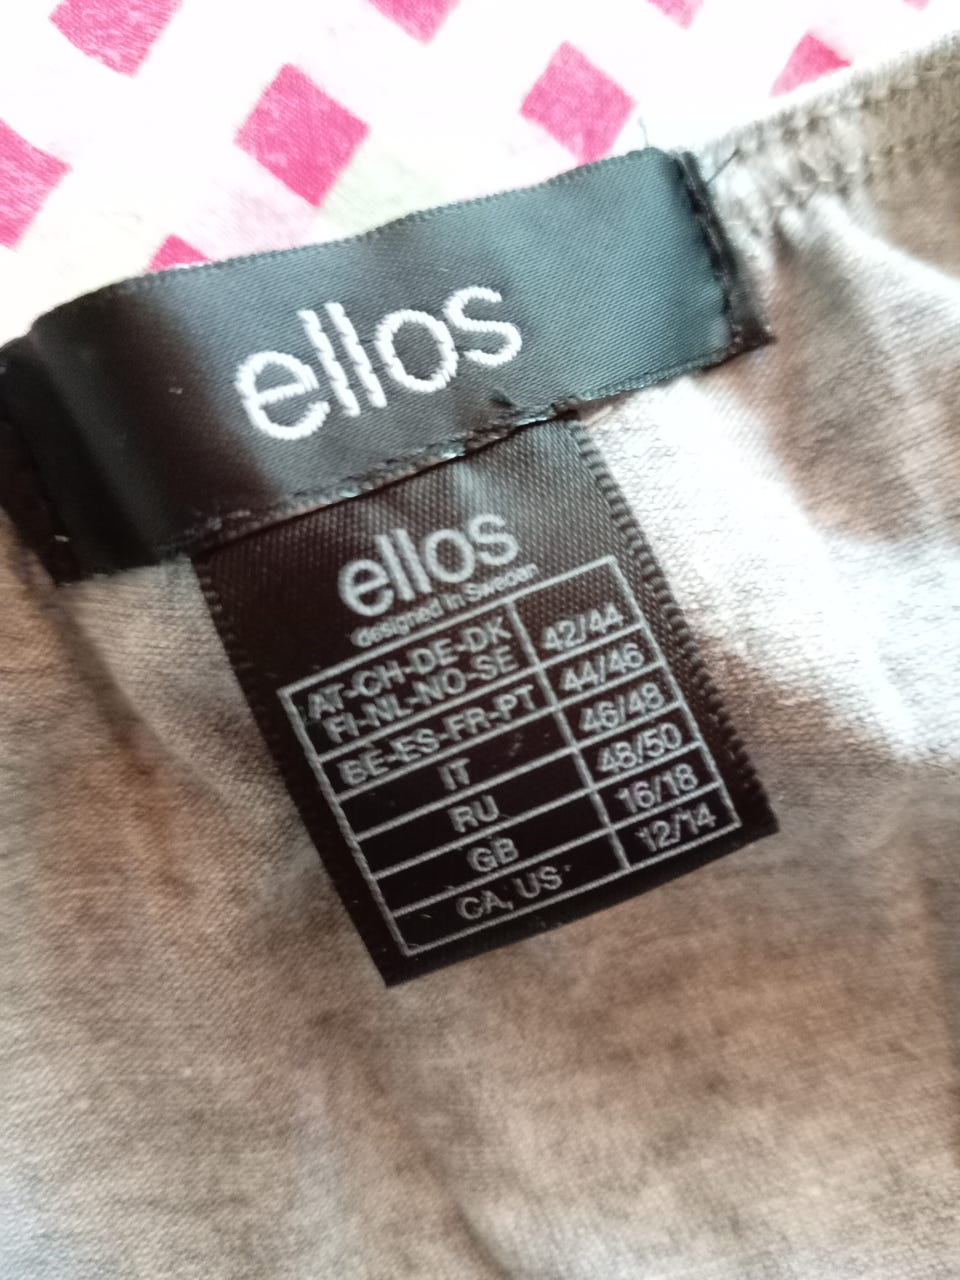 ellos
ellos
designed in Sweden
AT-CH-DE-DK
FI-NL-NO-SE
42/44
BE-ES-FR-PT 44/46
IT 46/48
RU 48/50
GB 16/18
CA, US 12/14